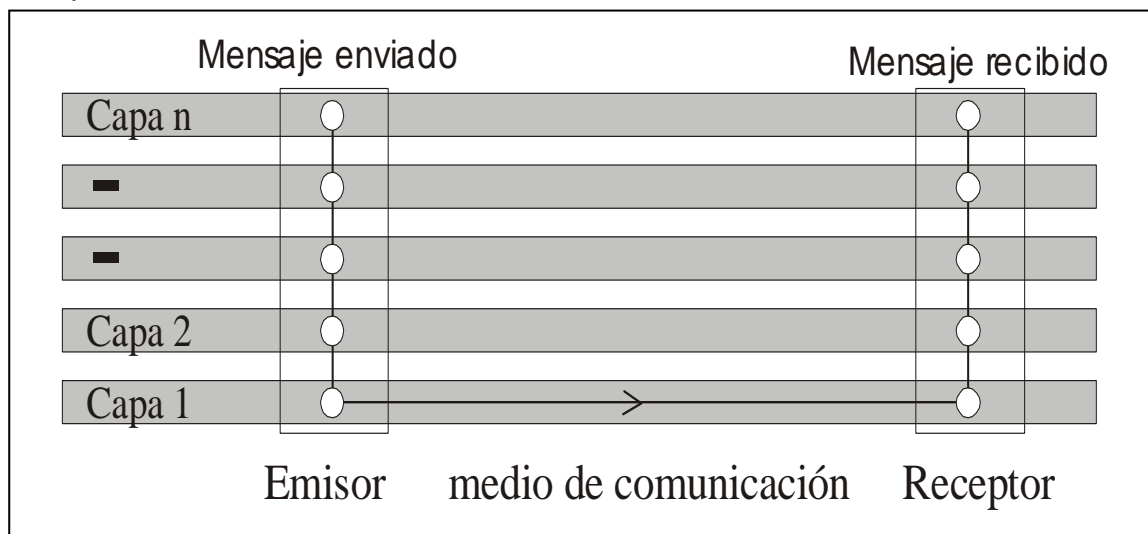 Mensaje enviado
Mensaje recibido
Capa n
-
-
Capa 2
Capa 1
Emisor
medio de comunicación
Receptor